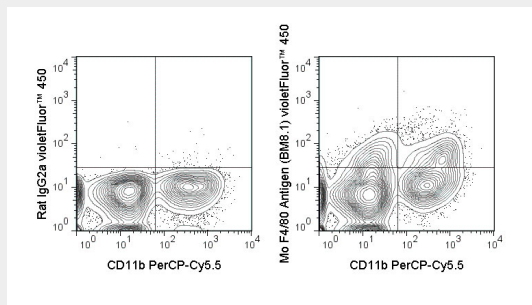 Rat IgG2a violetFluor™ 450
10⁴
10³
10²
10¹
10⁰
10⁰ 10¹ 10² 10³ 10⁴
CD11b PerCP-Cy5.5
Mo F4/80 Antigen (BM8.1) violetFluor™ 450
10⁴
10³
10²
10¹
10⁰
10⁰ 10¹ 10² 10³ 10⁴
CD11b PerCP-Cy5.5